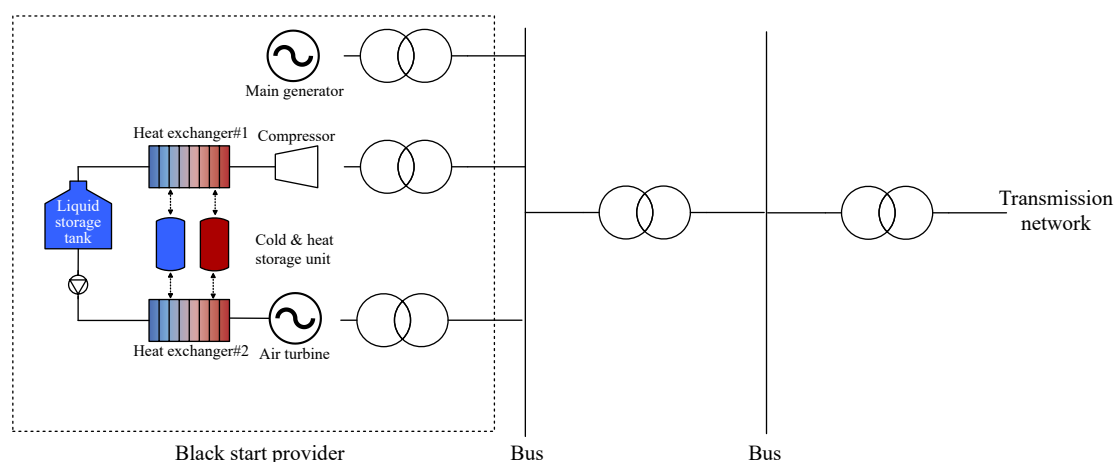 Main generator
Heat exchanger#1
Compressor
Liquid
storage
tank
Cold & heat
storage unit
Heat exchanger#2
Air turbine
Transmission
network
Black start provider
Bus
Bus